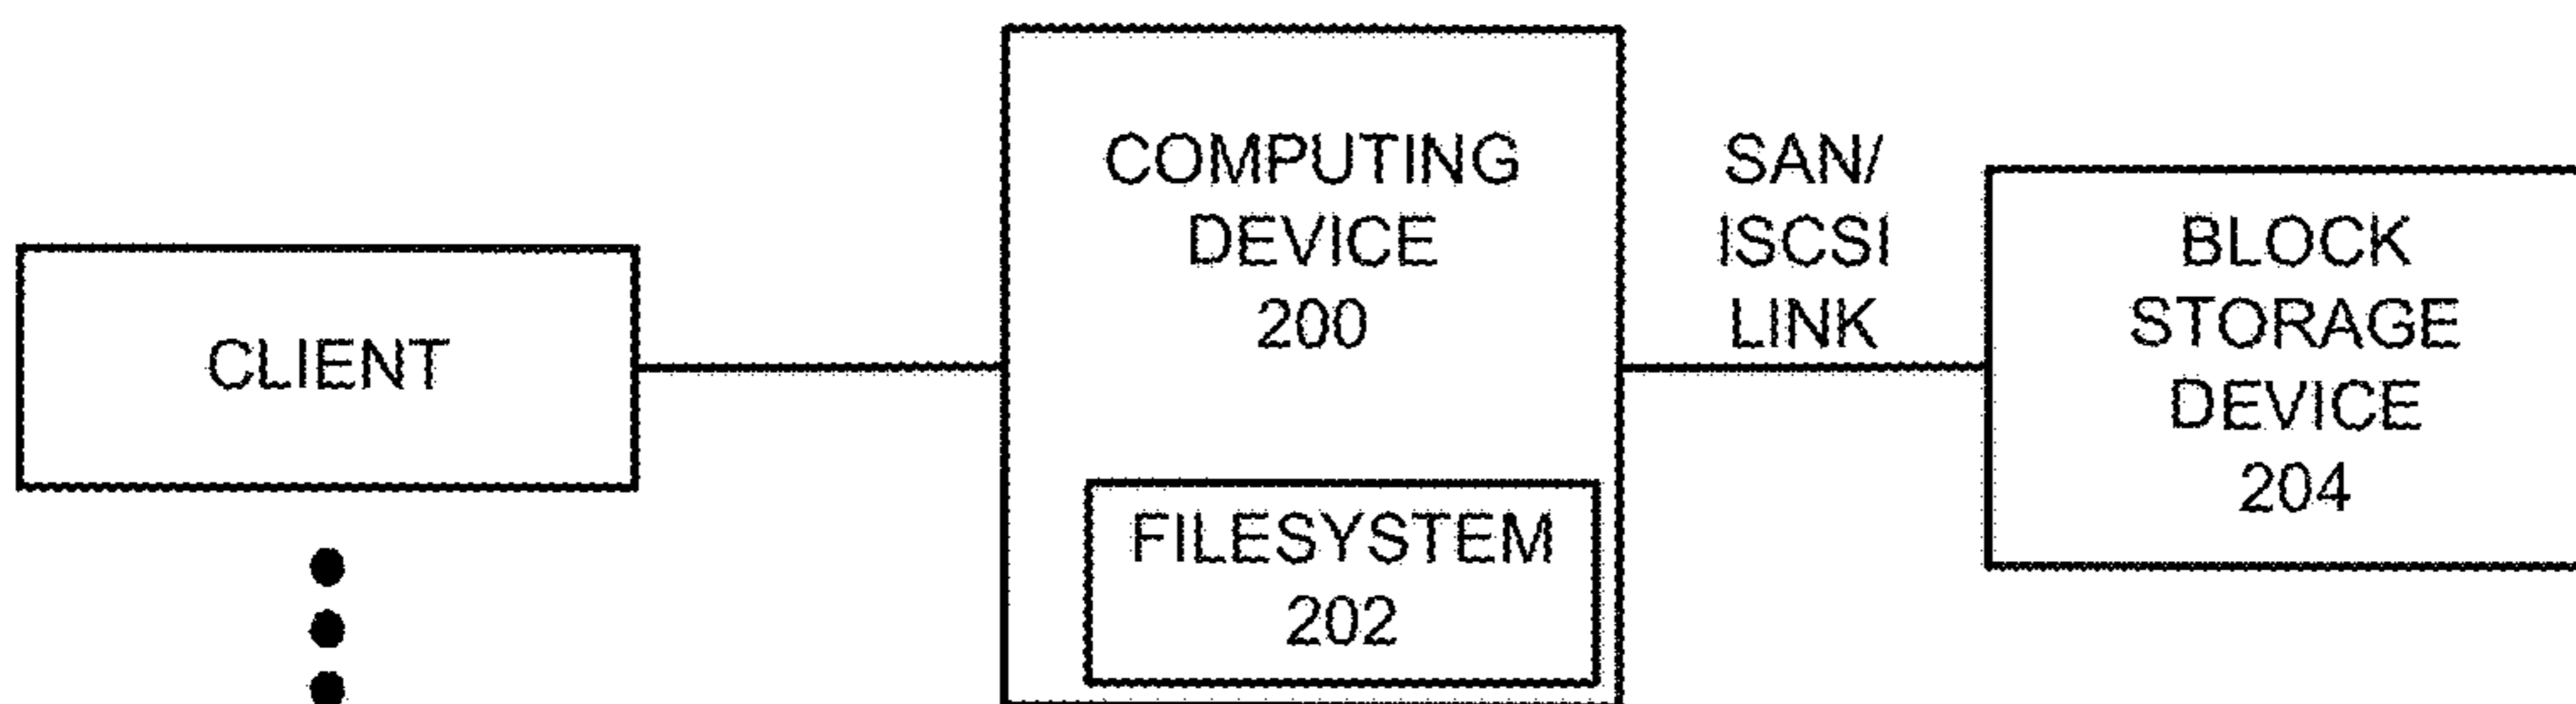 CLIENT
COMPUTING
DEVICE
200
FILESYSTEM
202
SAN/
ISCSI
LINK
BLOCK
STORAGE
DEVICE
204